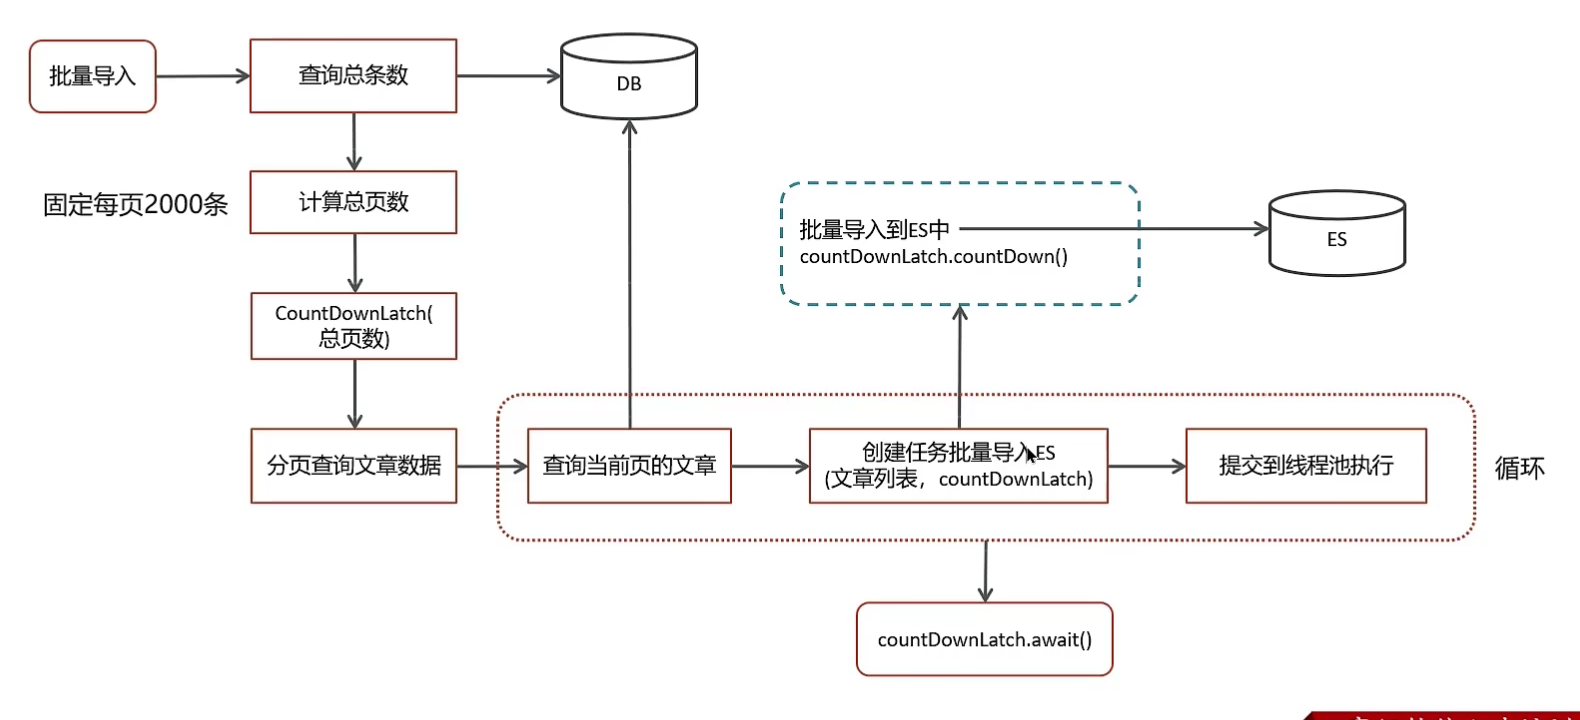 批量导入
查询总条数
DB
固定每页2000条
计算总页数
批量导入到ES中
countDownLatch.countDown()
ES
CountDownLatch(
总页数)
分页查询文章数据
查询当前页的文章
创建任务批量导入ES
(文章列表，countDownLatch)
提交到线程池执行
循环
countDownLatch.await()